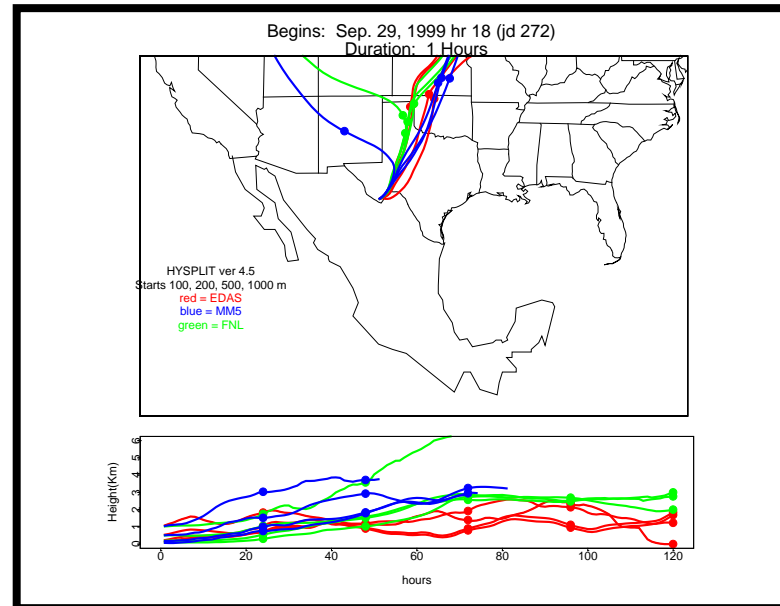 Begins:  Sep. 29, 1999 hr 18 (jd 272)
Duration:  1 Hours
HYSPLIT ver 4.5
Starts 100, 200, 500, 1000 m
red = EDAS
blue = MM5
green = FNL
Height(Km)
6
5
4
3
2
1
0
0 20 40 60 80 100 120
hours